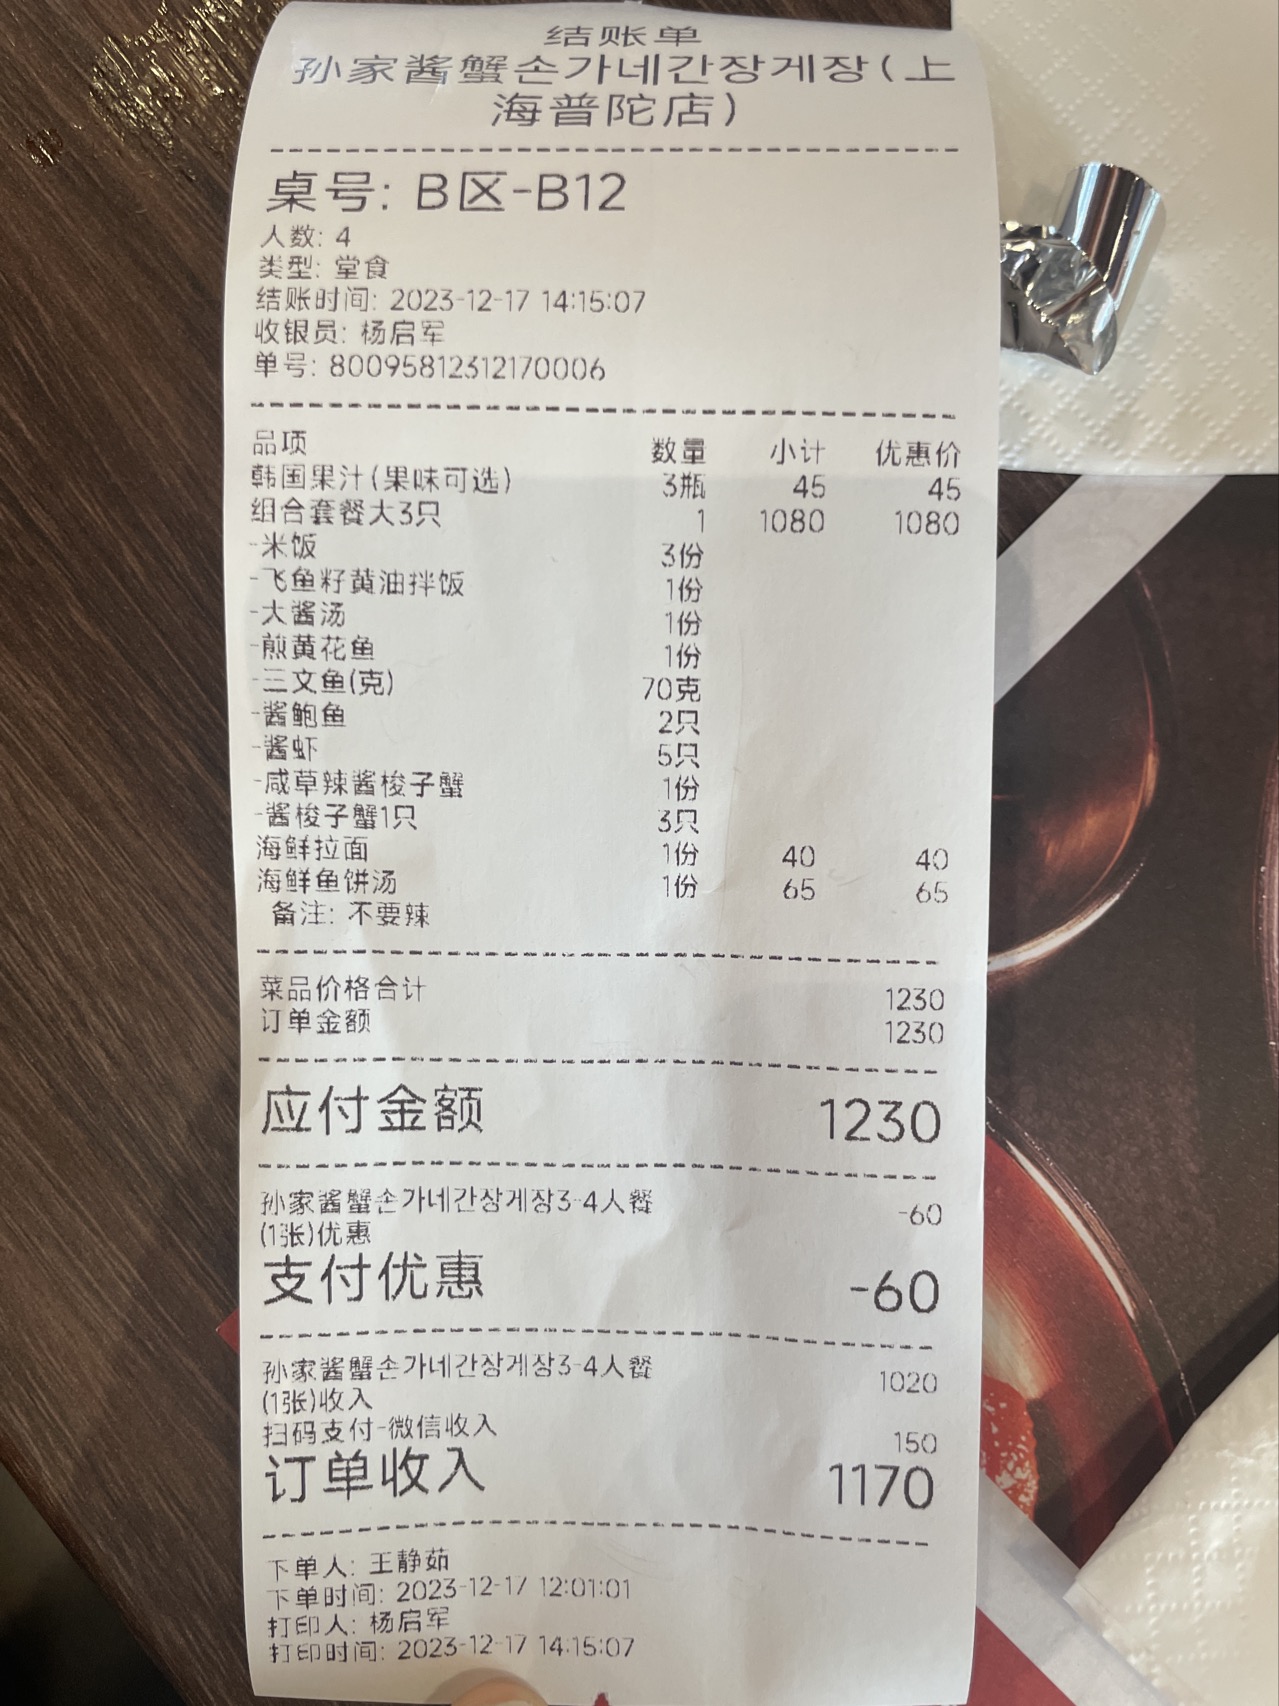 结账单
孙家酱蟹손가네간장게장(上
海普陀店)
桌号: B区-B12
人数: 4
类型: 堂食
结账时间: 2023-12-17 14:15:07
收银员: 杨启军
单号: 80095812312170006
品项 数量 小计 优惠价
韩国果汁(果味可选) 3瓶 45 45
组合套餐大3只 1 1080 1080
-米饭 3份
-飞鱼籽黄油拌饭 1份
-大酱汤 1份
-煎黄花鱼 1份
-三文鱼(克) 70克
-酱鲍鱼 2只
-酱虾 5只
-咸草辣酱梭子蟹 1份
-酱梭子蟹1只 3只
海鲜拉面 1份 40 40
海鲜鱼饼汤 1份 65 65
备注: 不要辣
菜品价格合计 1230
订单金额 1230
应付金额 1230
孙家酱蟹손가네간장게장3-4人餐 -60
(1张)优惠
支付优惠 -60
孙家酱蟹손가네간장게장3-4人餐 1020
(1张)收入
扫码支付-微信收入 150
订单收入 1170
下单人: 王静茹
下单时间: 2023-12-17 12:01:01
打印人: 杨启军
打印时间: 2023-12-17 14:15:07